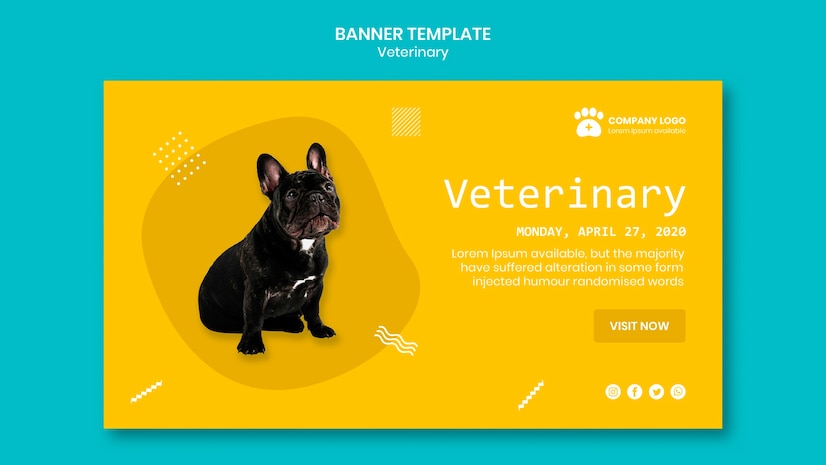 BANNER TEMPLATE
Veterinary
COMPANY LOGO
Lorem Ipsum available
Veterinary
MONDAY, APRIL 27, 2020
Lorem Ipsum available, but the majority
have suffered alteration in some form
injected humour randomised words
VISIT NOW